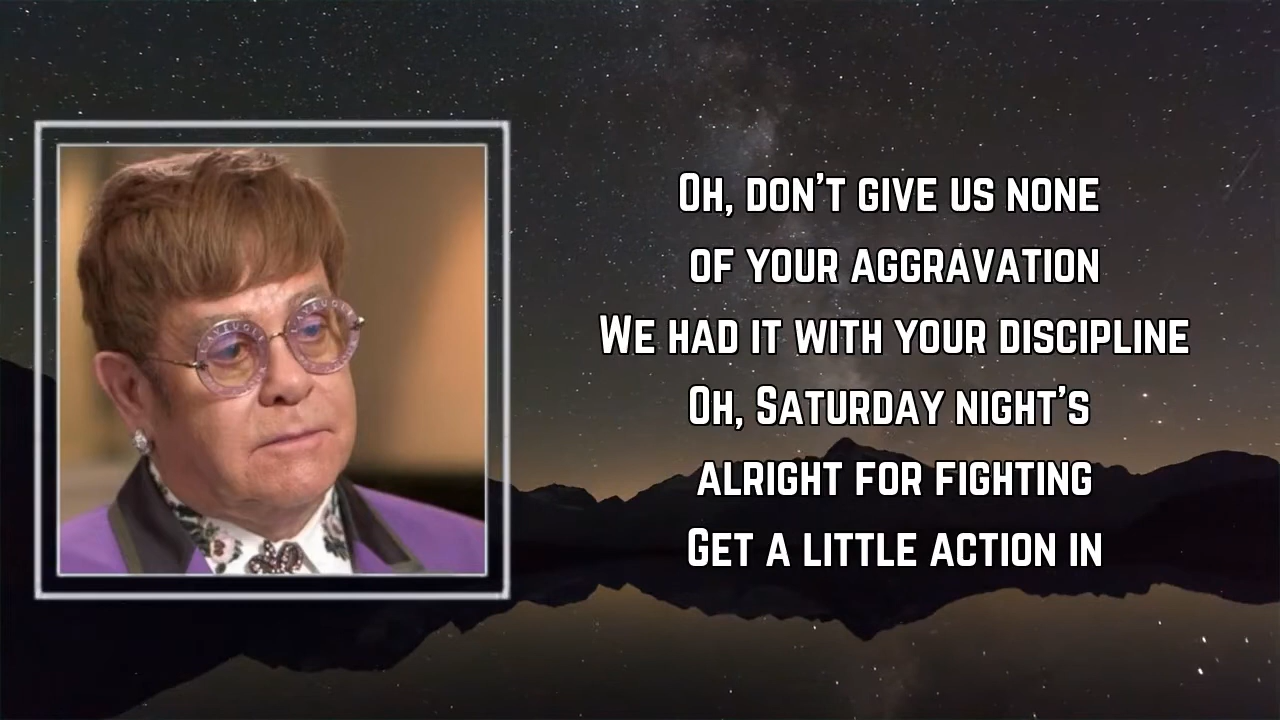 Oh, don't give us none
of your aggravation
We had it with your discipline
Oh, Saturday night's
alright for fighting
Get a little action in